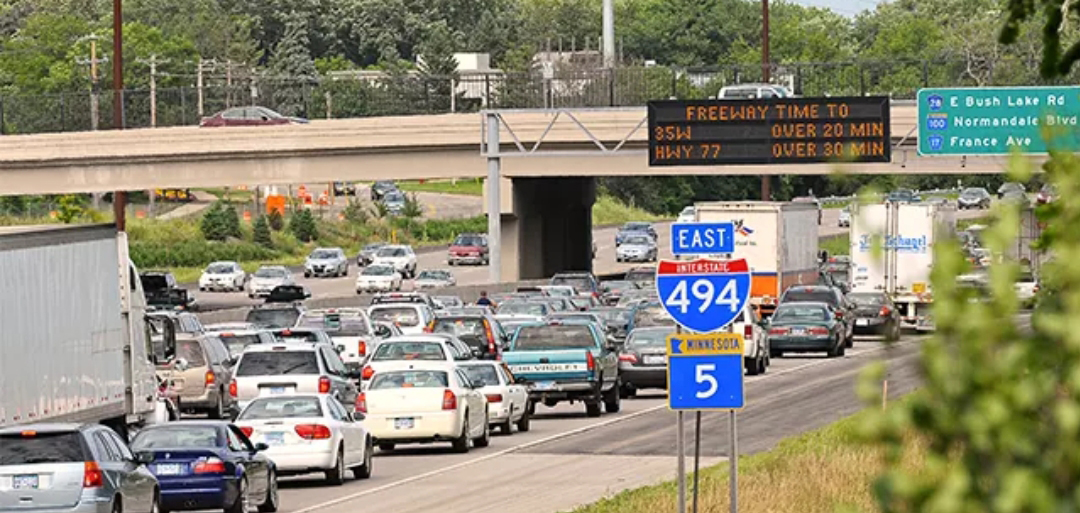 FREEWAY TIME TO
35W OVER 20 MIN
HWY 77 OVER 30 MIN
28 E Bush Lake Rd
100 Normandale Blvd
17 France Ave
EAST
INTERSTATE
494
MINNESOTA
5
CHEVROLET